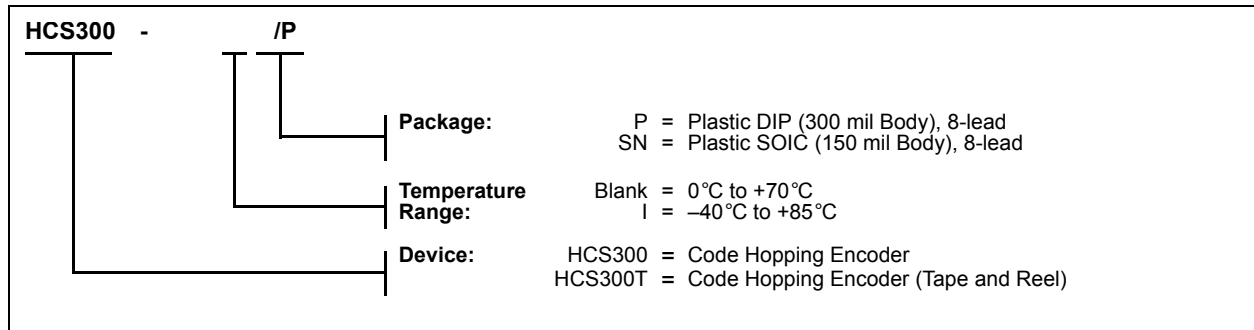 HCS300 - /P
Package: P = Plastic DIP (300 mil Body), 8-lead
SN = Plastic SOIC (150 mil Body), 8-lead
Temperature Blank = 0°C to +70°C
Range: I = –40°C to +85°C
Device: HCS300 = Code Hopping Encoder
HCS300T = Code Hopping Encoder (Tape and Reel)